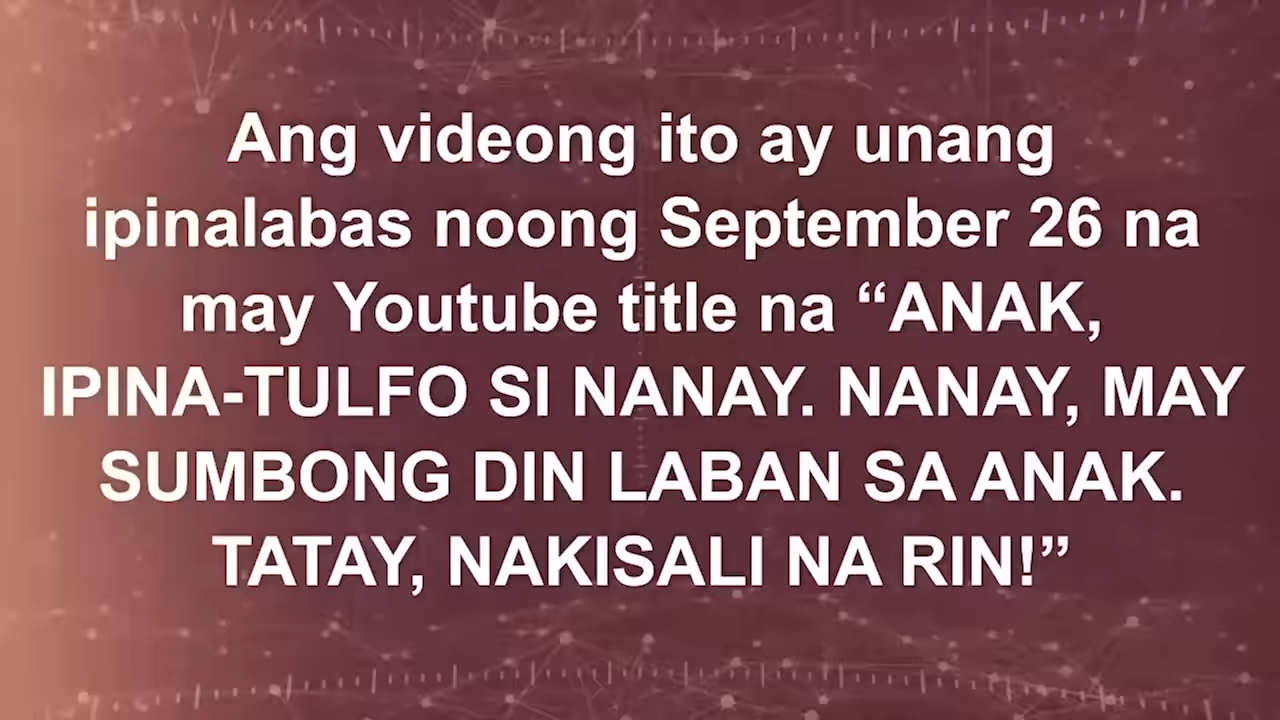 Ang videong ito ay unang
ipinalabas noong September 26 na
may Youtube title na “ANAK,
IPINA-TULFO SI NANAY. NANAY, MAY
SUMBONG DIN LABAN SA ANAK.
TATAY, NAKISALI NA RIN!”